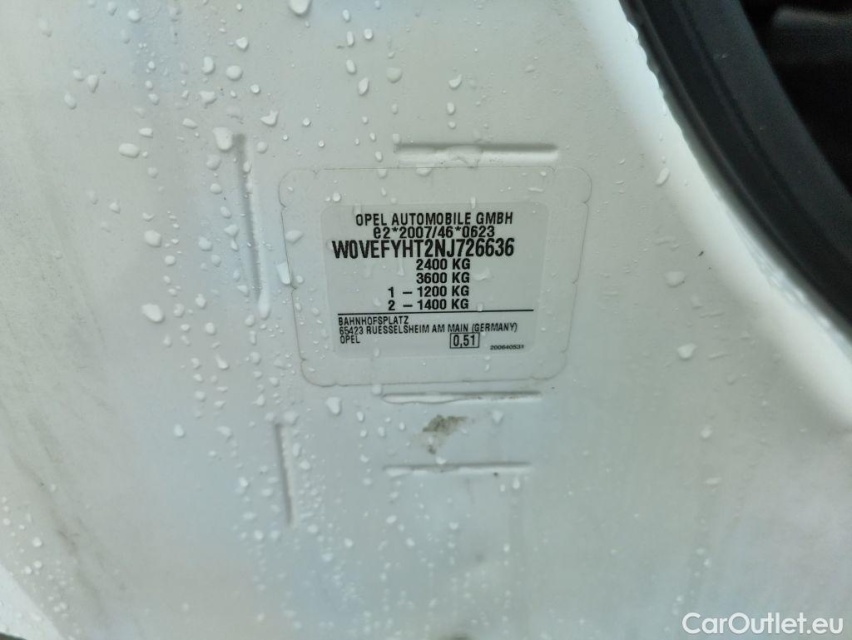 OPEL AUTOMOBILE GMBH
e2*2007/46*0623
W0VEFYHT2NJ726636
2400 KG
3600 KG
1 - 1200 KG
2 - 1400 KG
BAHNHOFSPLATZ
65423 RUESSELSHEIM AM MAIN (GERMANY)
OPEL
0,51
200640531
CarOutlet.eu